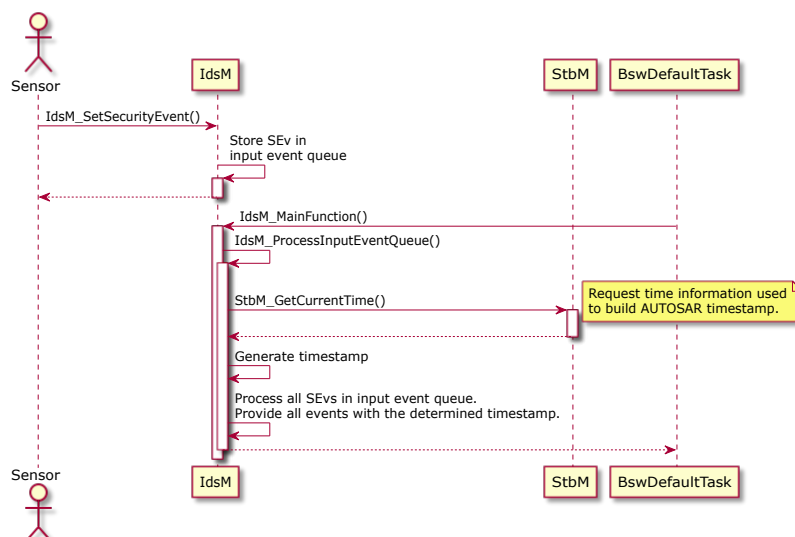 Sensor
IdsM
StbM
BswDefaultTask
IdsM_SetSecurityEvent()
Store SEv in
input event queue
IdsM_MainFunction()
IdsM_ProcessInputEventQueue()
StbM_GetCurrentTime()
Request time information used
to build AUTOSAR timestamp.
Generate timestamp
Process all SEvs in input event queue.
Provide all events with the determined timestamp.
Sensor
IdsM
StbM
BswDefaultTask